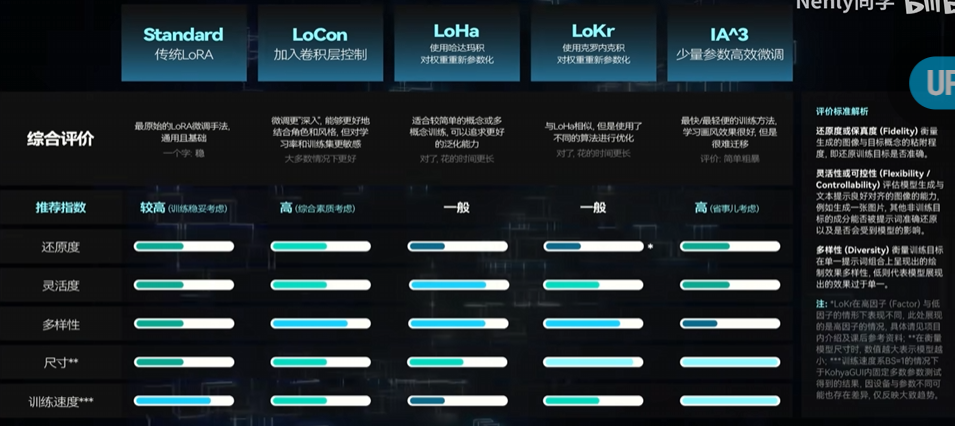 Nenly同学 bilib
Standard
传统LoRA
LoCon
加入卷积层控制
LoHa
使用哈达玛积
对权重重新参数化
LoKr
使用克罗内克积
对权重重新参数化
IA^3
少量参数高效微调
UP
综合评价
最原始的LoRA微调手法,
通用且基础
一个字: 稳
微调更"深入", 能够更好地
结合角色和风格, 但对学
习率和训练集更敏感
大多数情况下更好
适合较简单的概念或多
概念训练, 可以追求更好
的泛化能力
对了, 花的时间更长
与LoHa相似, 但是使用了
不同的算法进行优化
对了, 花的时间更长
最快/最轻便的训练方法,
学习画风效果很好, 但是
很难迁移
评价: 简单粗暴
推荐指数
较高 (训练稳妥考虑)
高 (综合素质考虑)
一般
一般
高 (省事儿考虑)
还原度
*
灵活度
多样性
尺寸**
训练速度***
评价标准解析
还原度或保真度 (Fidelity) 衡量
生成的图像与目标概念的粘附程
度, 即还原训练目标是否准确。
灵活性或可控性 (Flexibility /
Controllability) 评估模型生成与
文本提示良好对齐的图像的能力,
例如生成一张图片, 其他非训练目
标的成分能否被提示词准确还原
以及是否会受到模型的影响。
多样性 (Diversity) 衡量训练目标
在单一提示词组合上呈现出的绘
制效果多样性, 低则代表模型展现
出的效果过于单一。
注: *LoKr在高因子 (Factor) 与低
因子的情形下表现不同, 此处展现
的是高因子的情况, 具体请见项目
内介绍及课后参考资料; **在衡量
模型尺寸时, 数值越大表示模型越
小; ***训练速度系BS=1的情况下
于KohyaGUI内固定多数参数测试
得到的结果, 因设备与参数不同可
能也存在差异, 仅反映大致趋势。